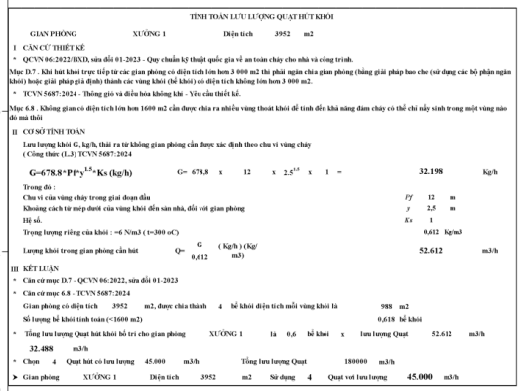 TÍNH TOÁN LƯU LƯỢNG QUẠT HÚT KHÓI
GIAN PHÒNG XƯỞNG 1 Diện tích 3952 m2
I CĂN CỨ THIẾT KẾ
* QCVN 06:2022/BXD, sửa đổi 01-2023 - Quy chuẩn kỹ thuật quốc gia về an toàn cháy cho nhà và công trình.
Mục D.7 . Khi hút khói trực tiếp từ các gian phòng có diện tích lớn hơn 3 000 m2 thì phải ngăn chia gian phòng (bằng giải pháp bao che (sử dụng các bộ phận ngăn
khói) hoặc giải pháp giả định) thành các vùng khói (bể khói) có diện tích không lớn hơn 3 000 m2.
* TCVN 5687:2024 - Thông gió và điều hòa không khí - Yêu cầu thiết kế.
Mục 6.8 . Không gian có diện tích lớn hơn 1600 m2 cần được chia ra nhiều vùng thoát khói để tính đến khả năng đám cháy có thể chỉ nẩy sinh trong một vùng nào
đó mà thôi
II CƠ SỞ TÍNH TOÁN
Lưu lượng khói G, kg/h, thải ra từ không gian phòng cần được xác định theo chu vi vùng cháy
( Công thức (L.3) TCVN 5687:2024
G=678.8*Pf*y^1.5*Ks (kg/h) G= 678,8 x 12 x 2.5^1,5 x 1 = 32.198 Kg/h
Trong đó :
Chu vi của vùng cháy trong giai đoạn đầu Pf 12 m
Khoảng cách từ mép dưới của vùng khói đến sàn nhà, đối với gian phòng y 2,5 m
Hệ số. Ks 1
Trọng lượng riêng của khói : =6 N/m3 ( t=300 oC) 0,612 Kg/m3
Lượng khói trong gian phòng cần hút Q= G / 0,612 ( Kg/h ) (Kg/ m3) 52.612 m3/h
III KẾT LUẬN
* Căn cứ mục D.7 - QCVN 06:2022, sửa đổi 01-2023
* Căn cứ mục 6.8 - TCVN 5687:2024
Gian phòng có diện tích 3952 m2, được chia thành 4 bể khói diện tích mỗi vùng khói là 988 m2
Số lượng bể khói tính toán (<1600 m2) 0,618 bể khói
* Tổng lưu lượng Quạt hút khói bố trí cho gian phòng XƯỞNG 1 là 0,6 bể khói x lưu lượng Quạt 52.612 m3/h
32.488 m3/h
* Chọn 4 Quạt hút có lưu lượng 45.000 m3/h Tổng lưu lượng Quạt 180000 m3/h
➤ Gian phòng XƯỞNG 1 Diện tích 3952 m2 Sử dụng 4 Quạt với lưu lượng 45.000 m3/h